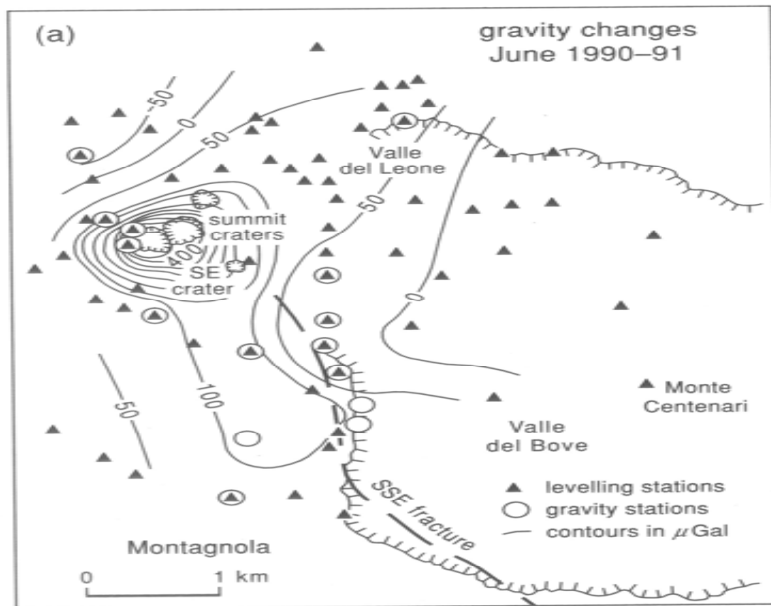 (a)
gravity changes
June 1990–91
-50
0
50
Valle
del Leone
50
summit
craters
400
SE
crater
0
100
50
Monte
Centenari
Valle
del Bove
SSE fracture
levelling stations
gravity stations
contours in μGal
Montagnola
0 1 km